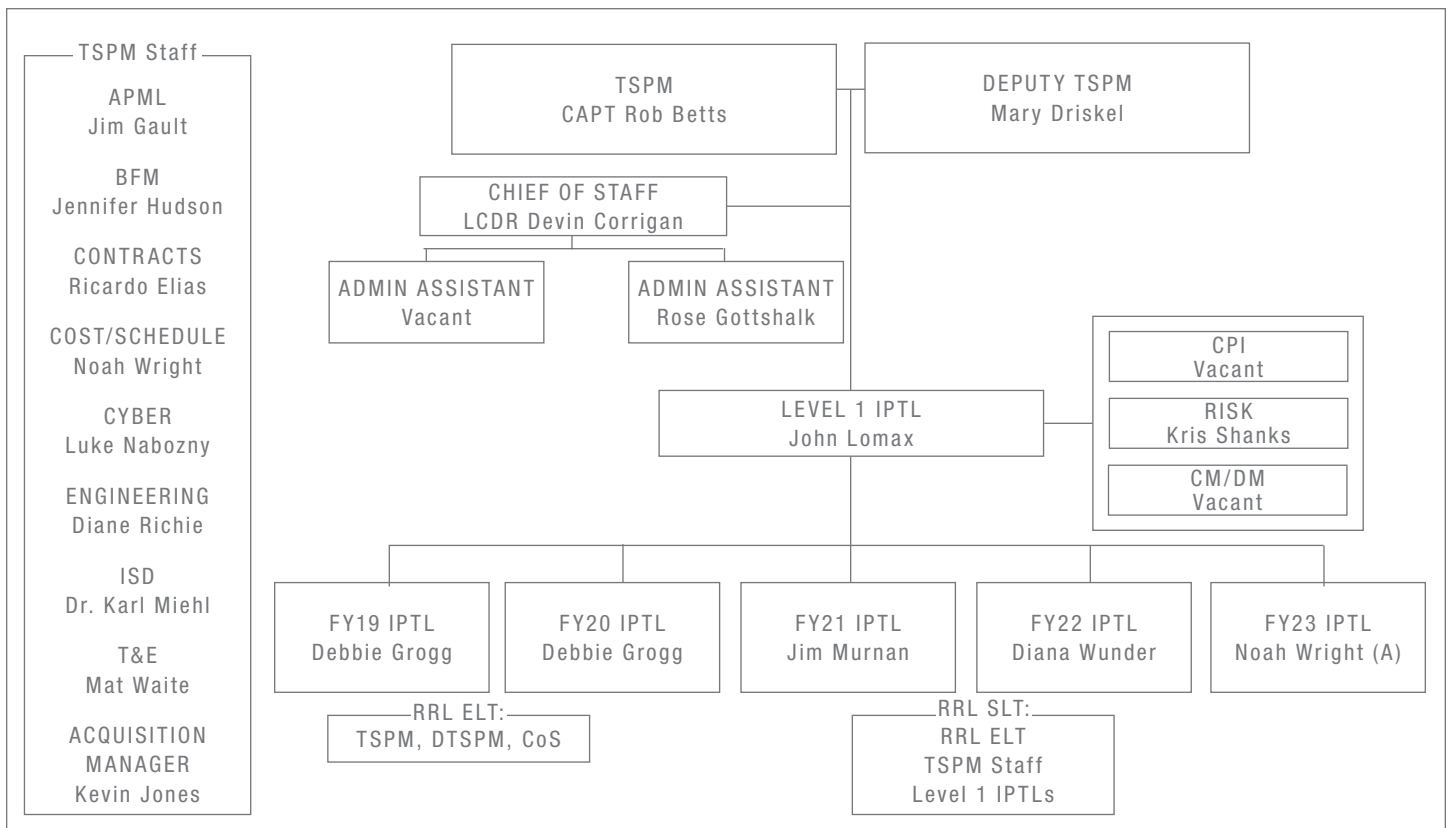 TSPM Staff
APML
Jim Gault
BFM
Jennifer Hudson
CONTRACTS
Ricardo Elias
COST/SCHEDULE
Noah Wright
CYBER
Luke Nabozny
ENGINEERING
Diane Richie
ISD
Dr. Karl Miehl
T&E
Mat Waite
ACQUISITION
MANAGER
Kevin Jones
TSPM
CAPT Rob Betts
DEPUTY TSPM
Mary Driskel
CHIEF OF STAFF
LCDR Devin Corrigan
ADMIN ASSISTANT
Vacant
ADMIN ASSISTANT
Rose Gottshalk
LEVEL 1 IPTL
John Lomax
CPI
Vacant
RISK
Kris Shanks
CM/DM
Vacant
FY19 IPTL
Debbie Grogg
FY20 IPTL
Debbie Grogg
FY21 IPTL
Jim Murnan
FY22 IPTL
Diana Wunder
FY23 IPTL
Noah Wright (A)
RRL ELT:
TSPM, DTSPM, CoS
RRL SLT:
RRL ELT
TSPM Staff
Level 1 IPTLs